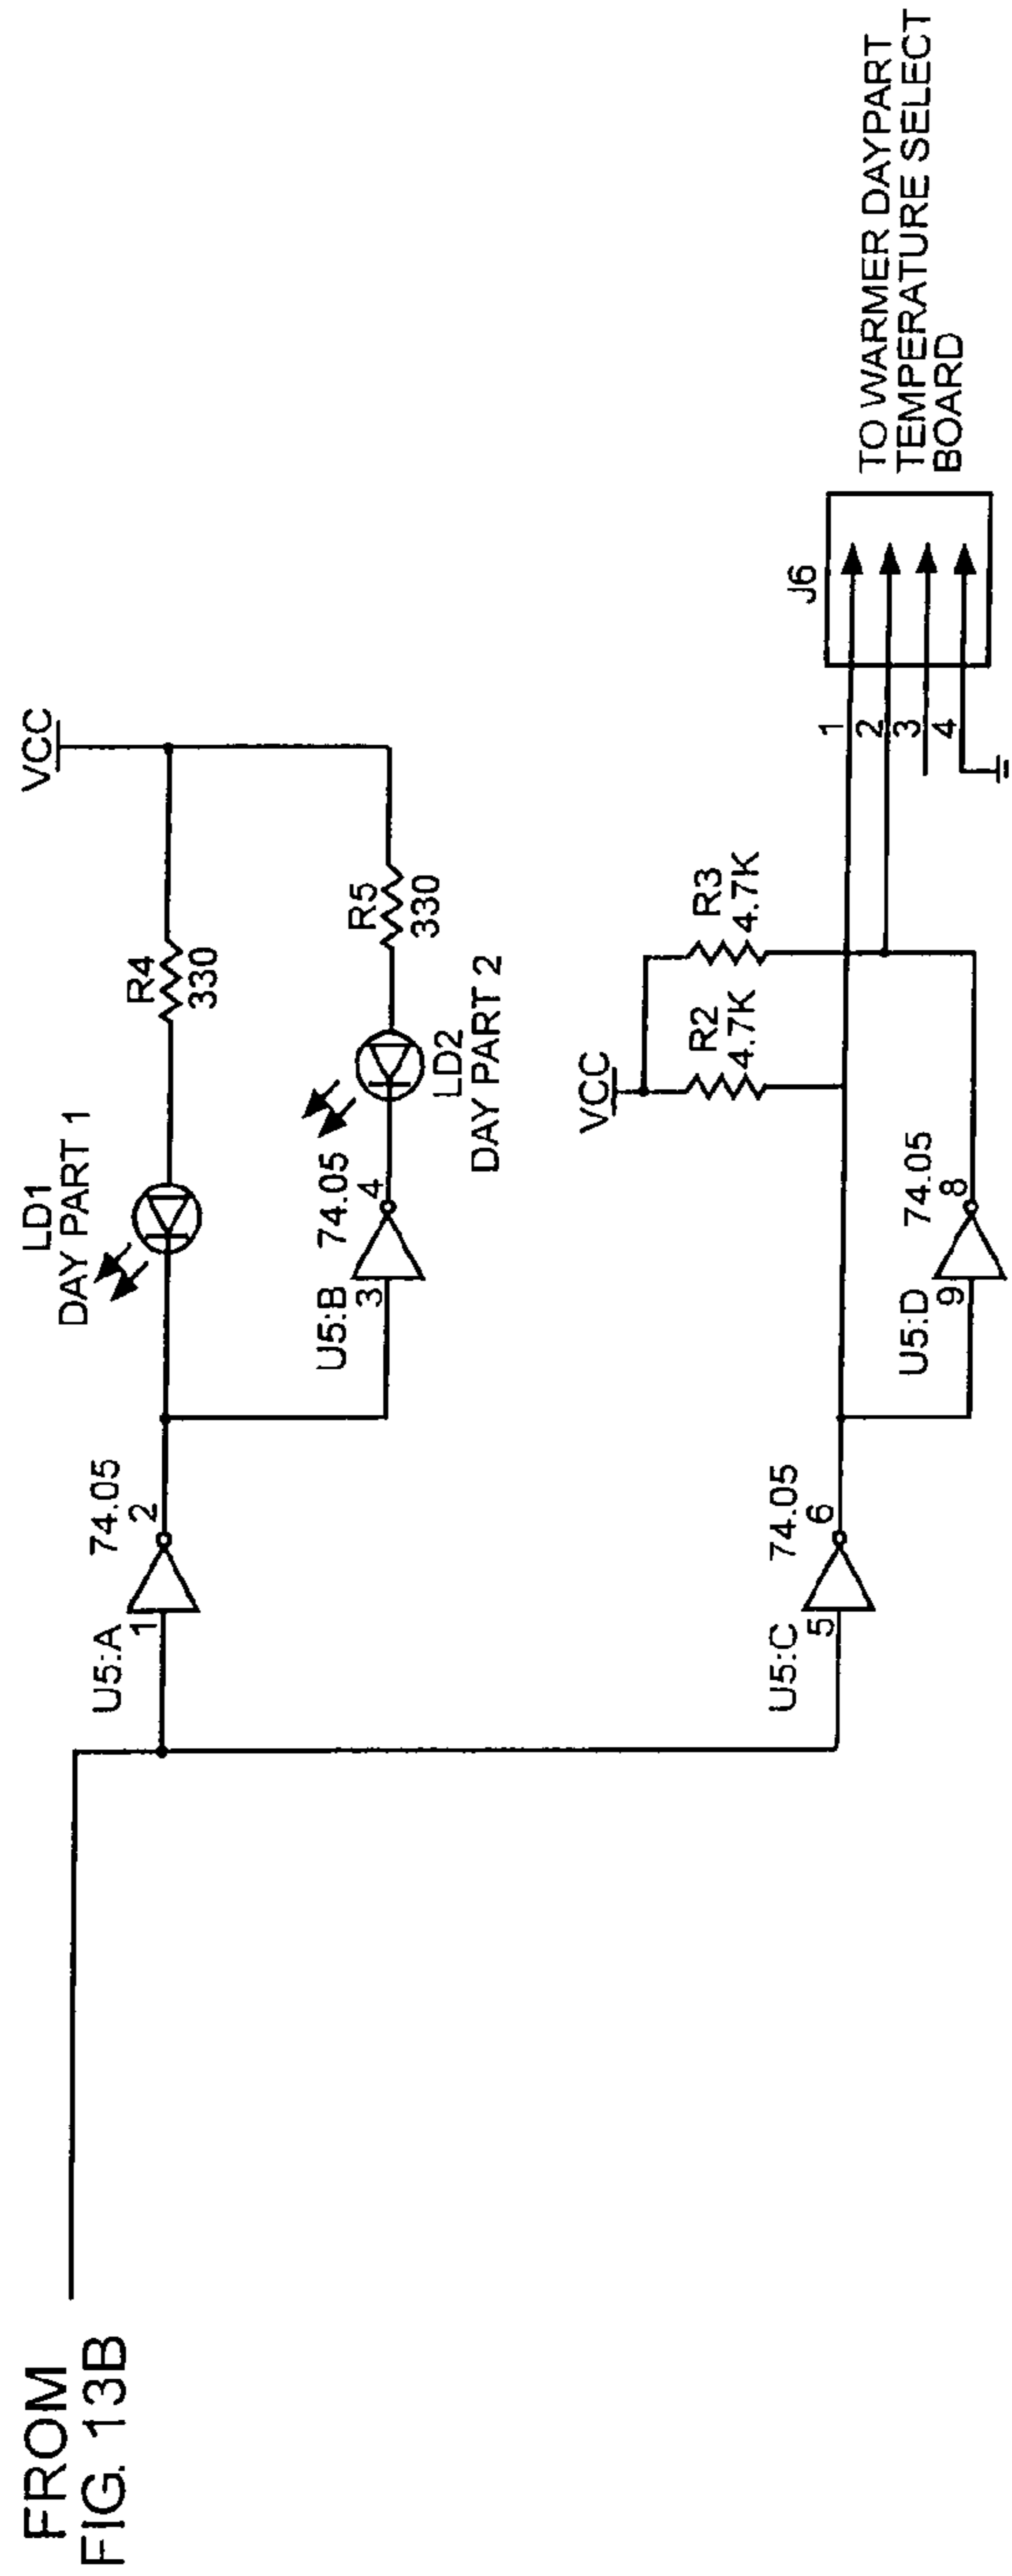 FROM
FIG. 13B
U5:A
1
74.05
2
LD1
DAY PART 1
R4
330
VCC
U5:B
3
74.05
4
LD2
DAY PART 2
R5
330
U5:C
5
74.05
6
VCC
R2
4.7K
R3
4.7K
U5:D
9
74.05
8
1
2
3
4
J6
TO WARMER DAYPART
TEMPERATURE SELECT
BOARD